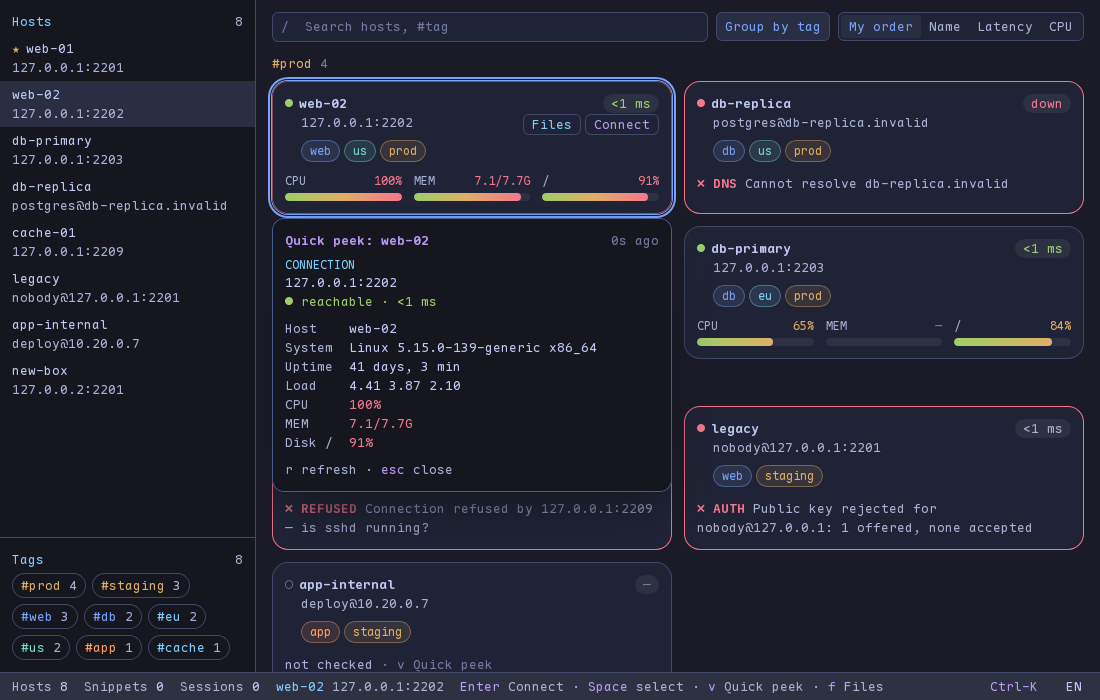 Hosts 8
★ web-01
127.0.0.1:2201
web-02
127.0.0.1:2202
db-primary
127.0.0.1:2203
db-replica
postgres@db-replica.invalid
cache-01
127.0.0.1:2209
legacy
nobody@127.0.0.1:2201
app-internal
deploy@10.20.0.7
new-box
127.0.0.2:2201
Tags 8
#prod 4 #staging 3
#web 3 #db 2 #eu 2
#us 2 #app 1 #cache 1
/ Search hosts, #tag
Group by tag
My order Name Latency CPU
#prod 4
web-02 <1 ms
127.0.0.1:2202 Files Connect
web us prod
CPU 100% MEM 7.1/7.7G / 91%
Quick peek: web-02 0s ago
CONNECTION
127.0.0.1:2202
reachable · <1 ms
Host web-02
System Linux 5.15.0-139-generic x86_64
Uptime 41 days, 3 min
Load 4.41 3.87 2.10
CPU 100%
MEM 7.1/7.7G
Disk / 91%
r refresh · esc close
× REFUSED Connection refused by 127.0.0.1:2209
— is sshd running?
app-internal —
deploy@10.20.0.7
app staging
not checked · v Quick peek
db-replica down
postgres@db-replica.invalid
db us prod
× DNS Cannot resolve db-replica.invalid
db-primary <1 ms
127.0.0.1:2203
db eu prod
CPU 65% MEM — / 84%
legacy <1 ms
nobody@127.0.0.1:2201
web staging
× AUTH Public key rejected for
nobody@127.0.0.1: 1 offered, none accepted
Hosts 8 Snippets 0 Sessions 0 web-02 127.0.0.1:2202 Enter Connect · Space select · v Quick peek · f Files Ctrl-K EN